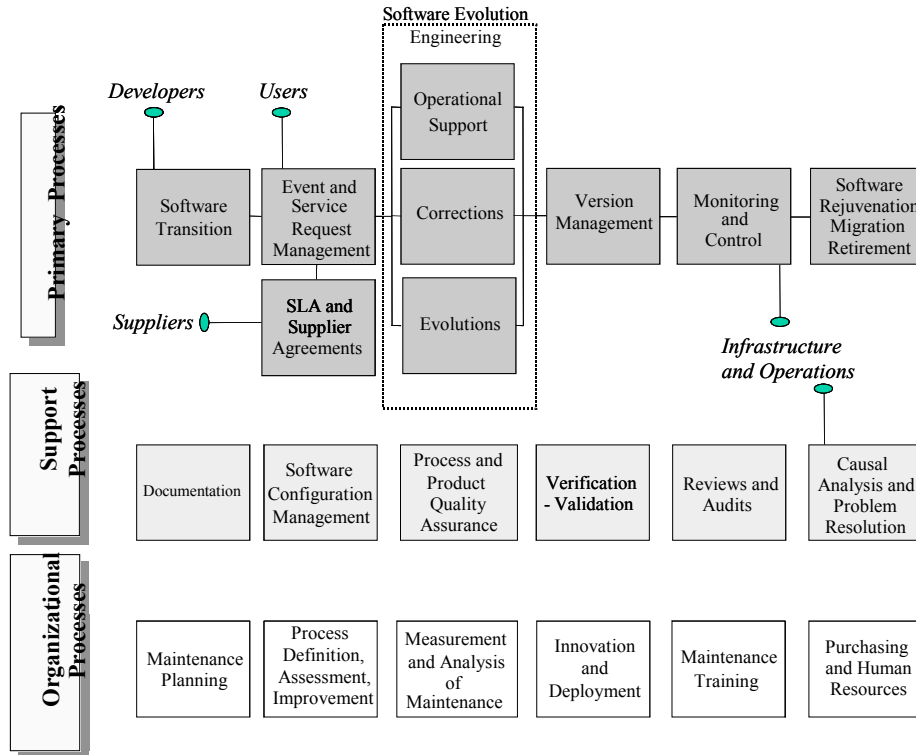 Software Evolution
Engineering
Developers
Users
Primary Processes
Software
Transition
Event and
Service
Request
Management
Operational
Support
Corrections
Evolutions
Version
Management
Monitoring
and
Control
Software
Rejuvenation
Migration
Retirement
Suppliers
SLA and
Supplier
Agreements
Infrastructure
and Operations
Support
Processes
Documentation
Software
Configuration
Management
Process and
Product
Quality
Assurance
Verification
- Validation
Reviews and
Audits
Causal
Analysis and
Problem
Resolution
Organizational
Processes
Maintenance
Planning
Process
Definition,
Assessment,
Improvement
Measurement
and Analysis
of
Maintenance
Innovation
and
Deployment
Maintenance
Training
Purchasing
and Human
Resources